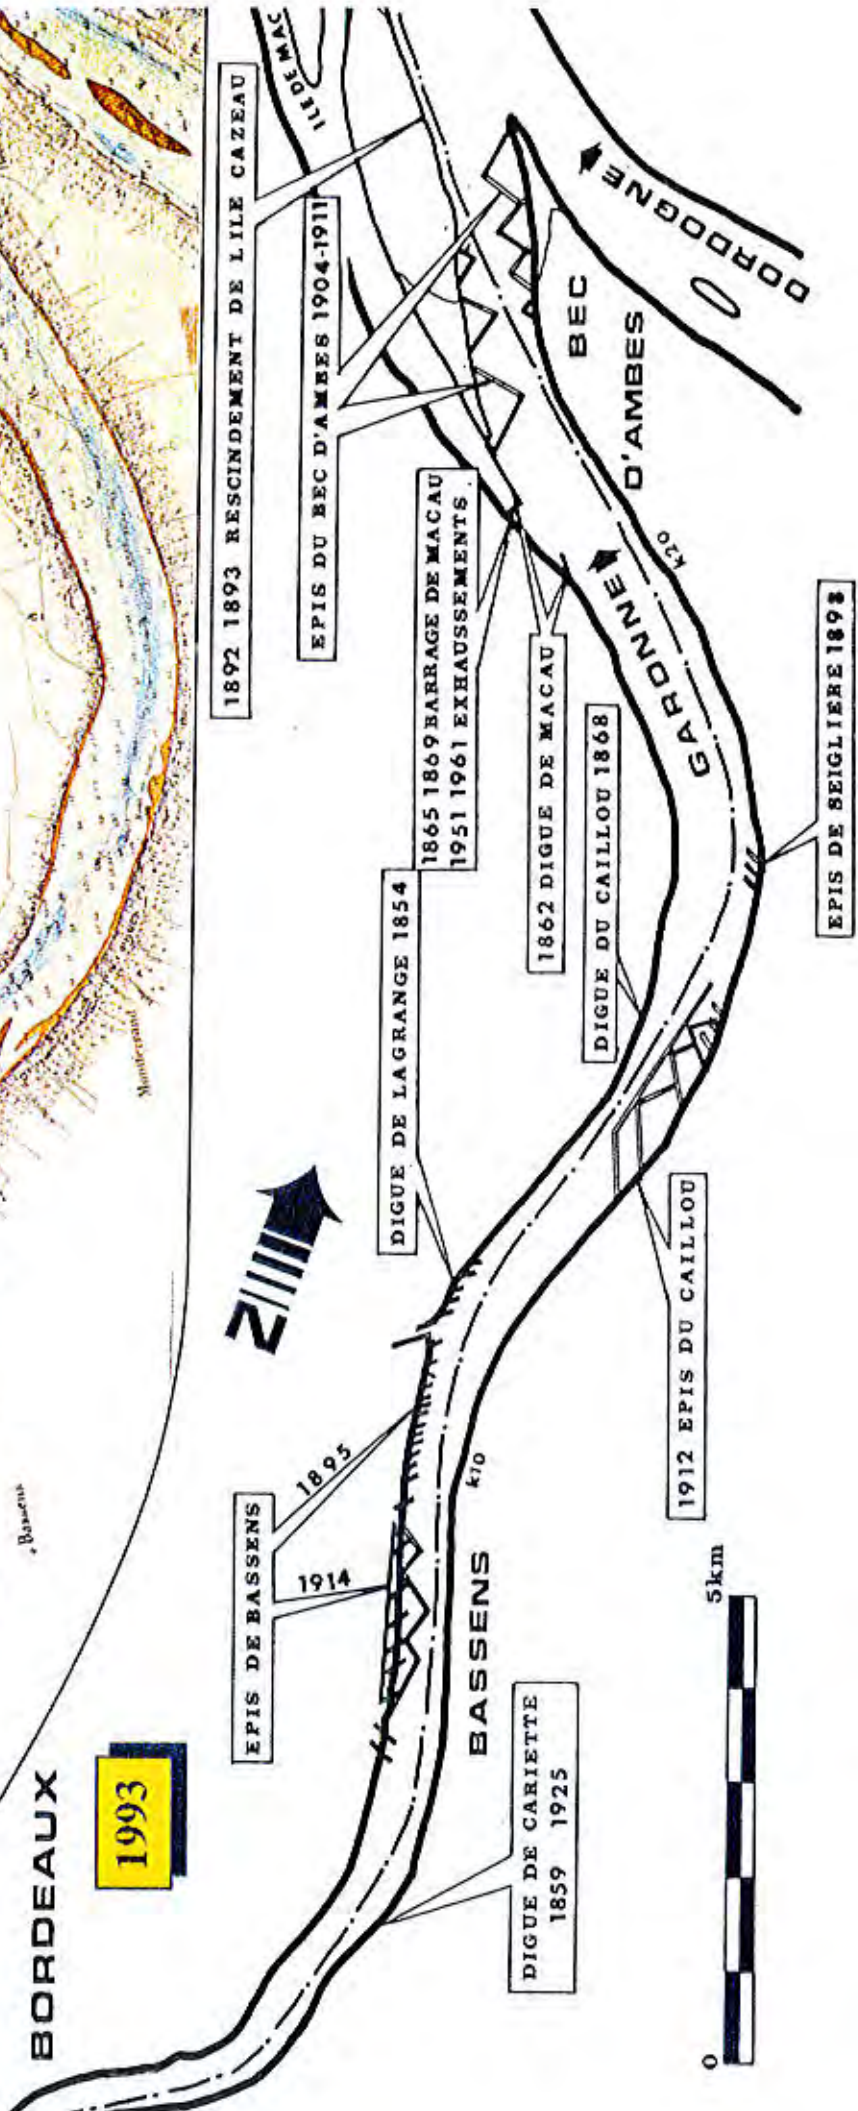 BORDEAUX
1993
Bassens
EPIS DE BASSENS
1914
1895
DIGUE DE CARIETTE
1859 1925
BASSENS
k10
N
DIGUE DE LAGRANGE 1854
1912 EPIS DU CAILLOU
DIGUE DU CAILLOU 1868
EPIS DE SEIGLIERE 1898
1862 DIGUE DE MACAU
1865 1869 BARRAGE DE MACAU
1951 1961 EXHAUSSEMENTS
GARONNE
k20
1892 1893 RESCINDEMENT DE LILE CAZEAU
EPIS DU BEC D'AMBES 1904-1911
ILE DE MAC
BEC
D'AMBES
DORDOGNE
0 5km